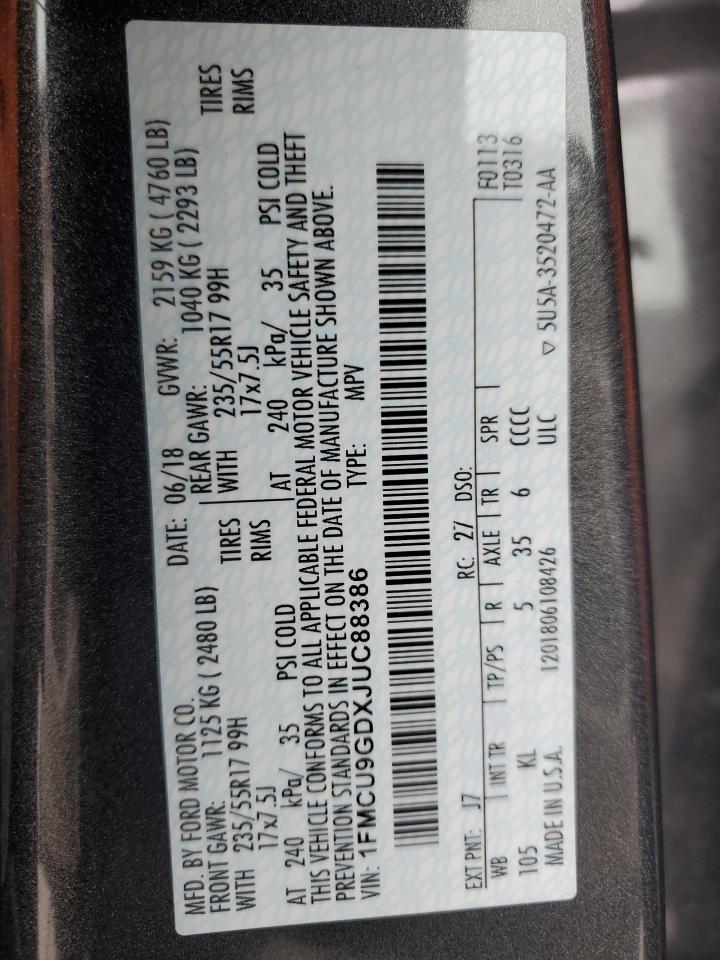 MFD. BY FORD MOTOR CO.
DATE: 06/18 GVWR: 2159 KG ( 4760 LB)
FRONT GAWR: 1125 KG ( 2480 LB)
REAR GAWR: 1040 KG ( 2293 LB)
WITH 235/55R17 99H TIRES
WITH 235/55R17 99H TIRES
17x7.5J RIMS
17x7.5J RIMS
AT 240 kPa/ 35 PSI COLD
AT 240 kPa/ 35 PSI COLD
THIS VEHICLE CONFORMS TO ALL APPLICABLE FEDERAL MOTOR VEHICLE SAFETY AND THEFT
PREVENTION STANDARDS IN EFFECT ON THE DATE OF MANUFACTURE SHOWN ABOVE.
VIN: 1FMCU9GDXJUC88386 TYPE: MPV
EXT PNT: J7 RC: 27 DSO:
F0113
WB INT TR TP/PS R AXLE TR SPR
T0316
105 KL 5 35 6 CCCC
MADE IN U.S.A. 1201806108426 ULC ▽ 5U5A-3520472-AA